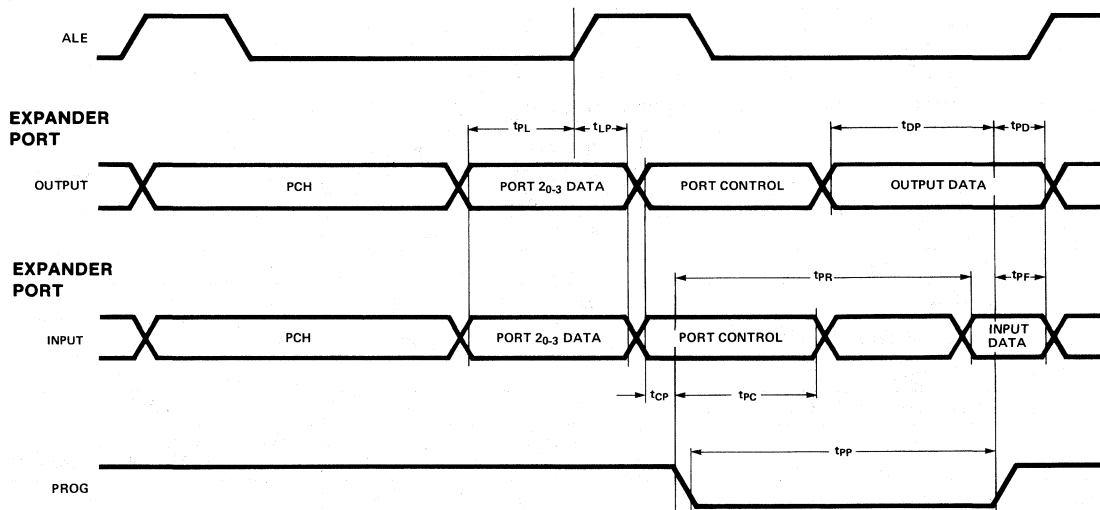 ALE
EXPANDER
PORT
tPL
tLP
tDP
tPD
OUTPUT
PCH
PORT 20-3 DATA
PORT CONTROL
OUTPUT DATA
EXPANDER
PORT
tPR
tPF
INPUT
PCH
PORT 20-3 DATA
PORT CONTROL
INPUT
DATA
tCP
tPC
tPP
PROG